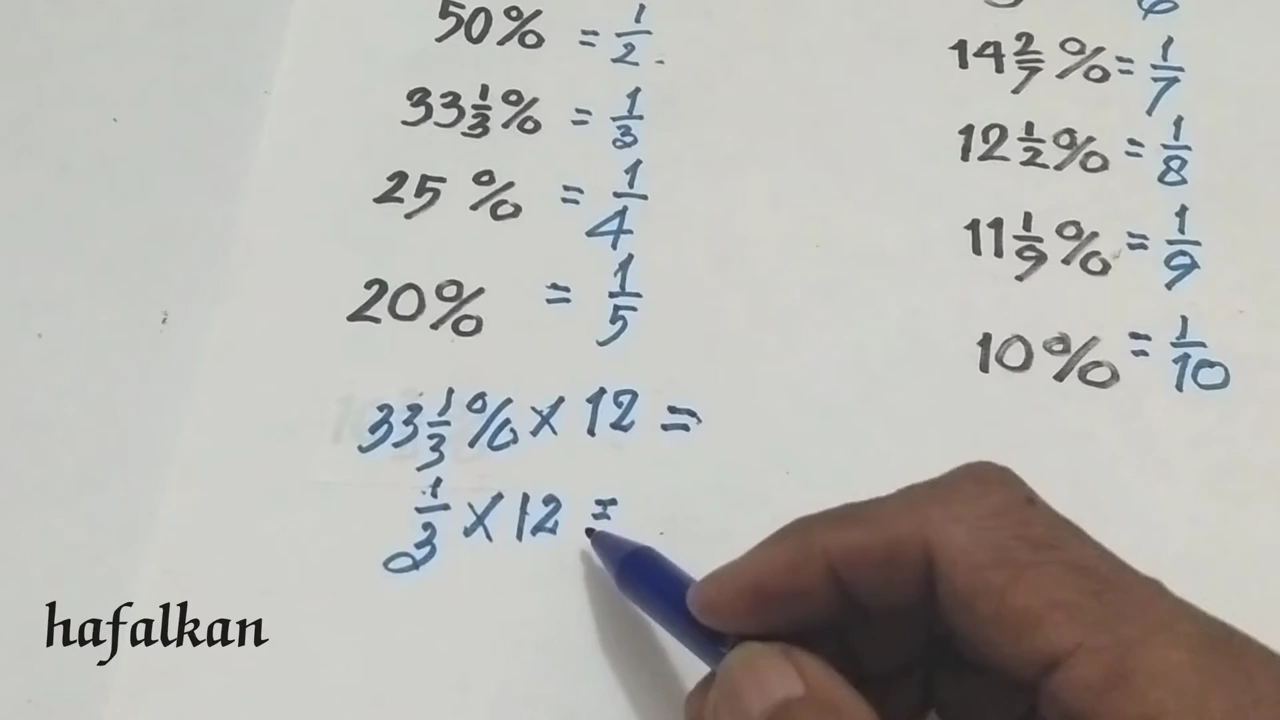 50% = 1/2
33 1/3% = 1/3
25% = 1/4
20% = 1/5
14 2/7% = 1/7
12 1/2% = 1/8
11 1/9% = 1/9
10% = 1/10
33 1/3% × 12 =
1/3 × 12 =
hafalkan